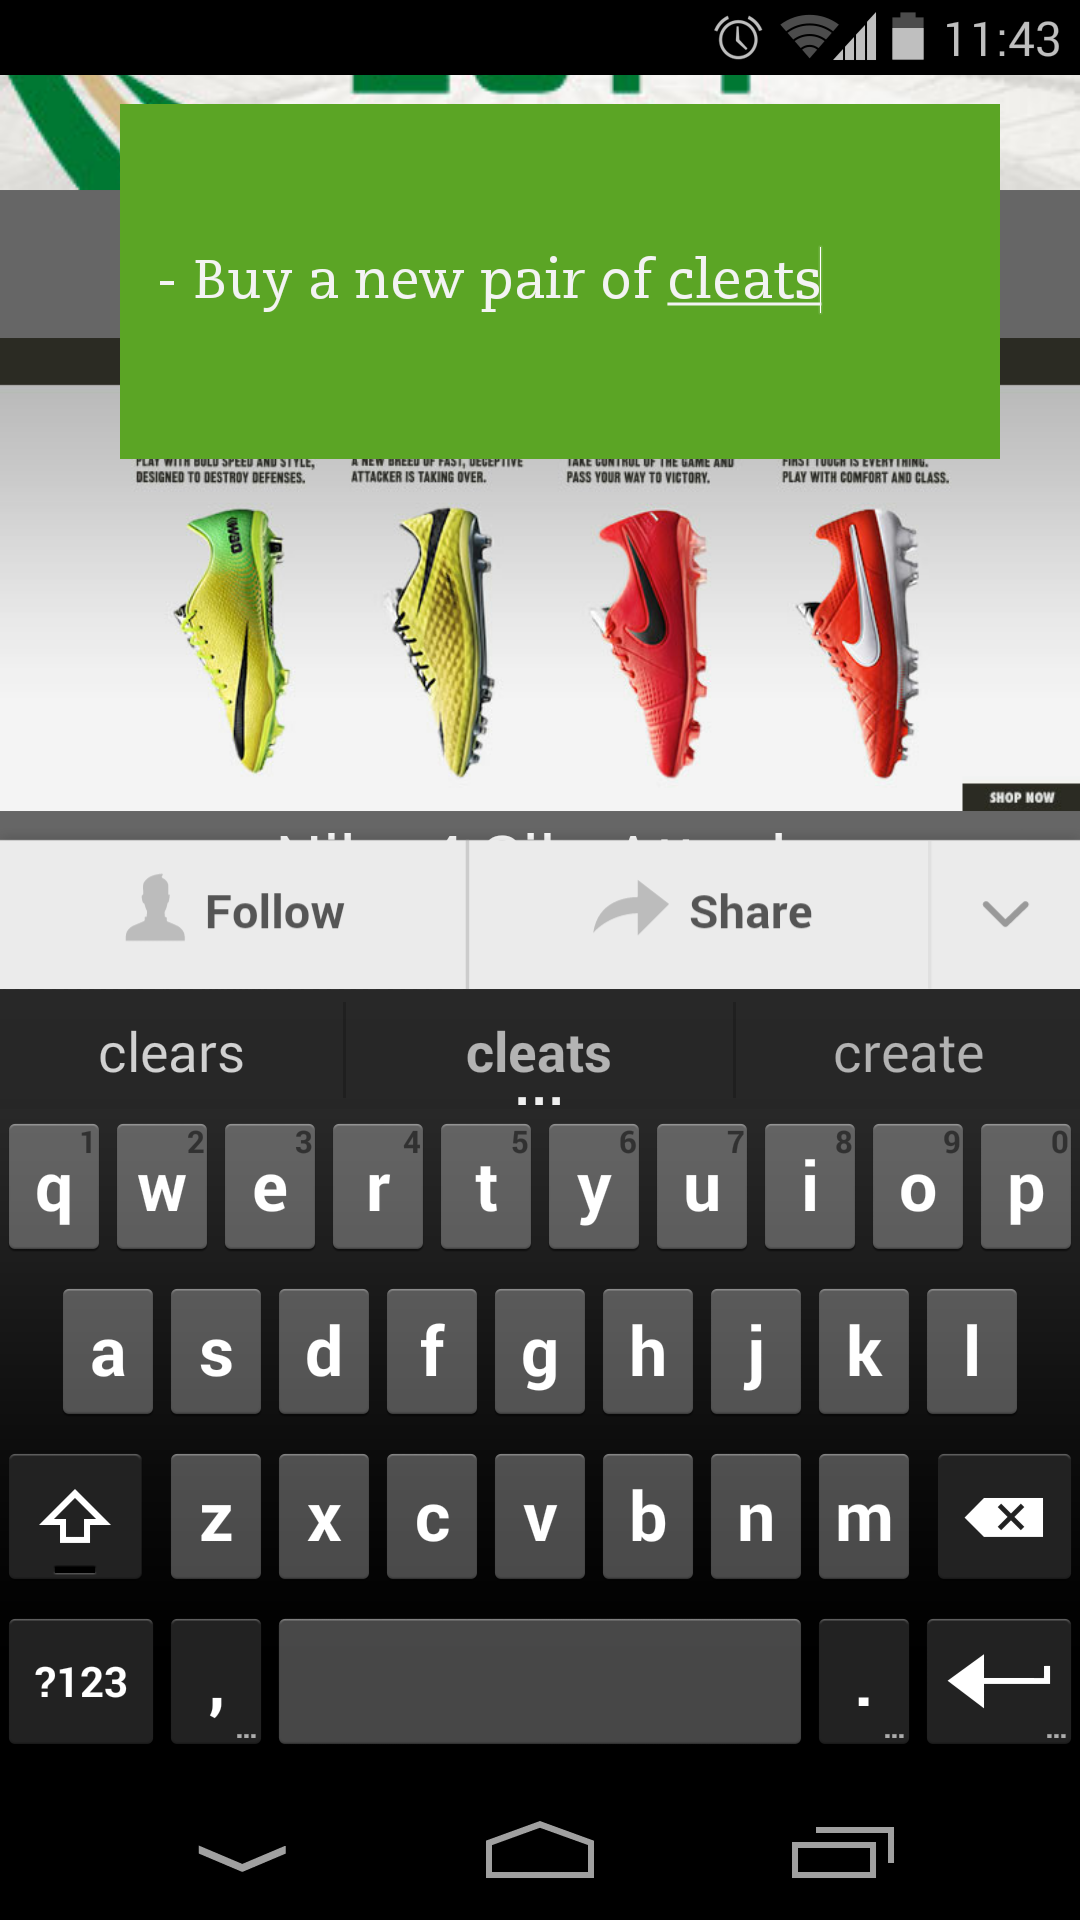 11:43
- Buy a new pair of cleats
PLAY WITH BOLD SPEED AND STYLE,
DESIGNED TO DESTROY DEFENSES.
A NEW BREED OF FAST, DECEPTIVE
ATTACKER IS TAKING OVER.
TAKE CONTROL OF THE GAME AND
PASS YOUR WAY TO VICTORY.
FIRST TOUCH IS EVERYTHING.
PLAY WITH COMFORT AND CLASS.
SHOP NOW
Follow
Share
clears cleats create
...
1 2 3 4 5 6 7 8 9 0
q w e r t y u i o p
a s d f g h j k l
z x c v b n m
?123 , .